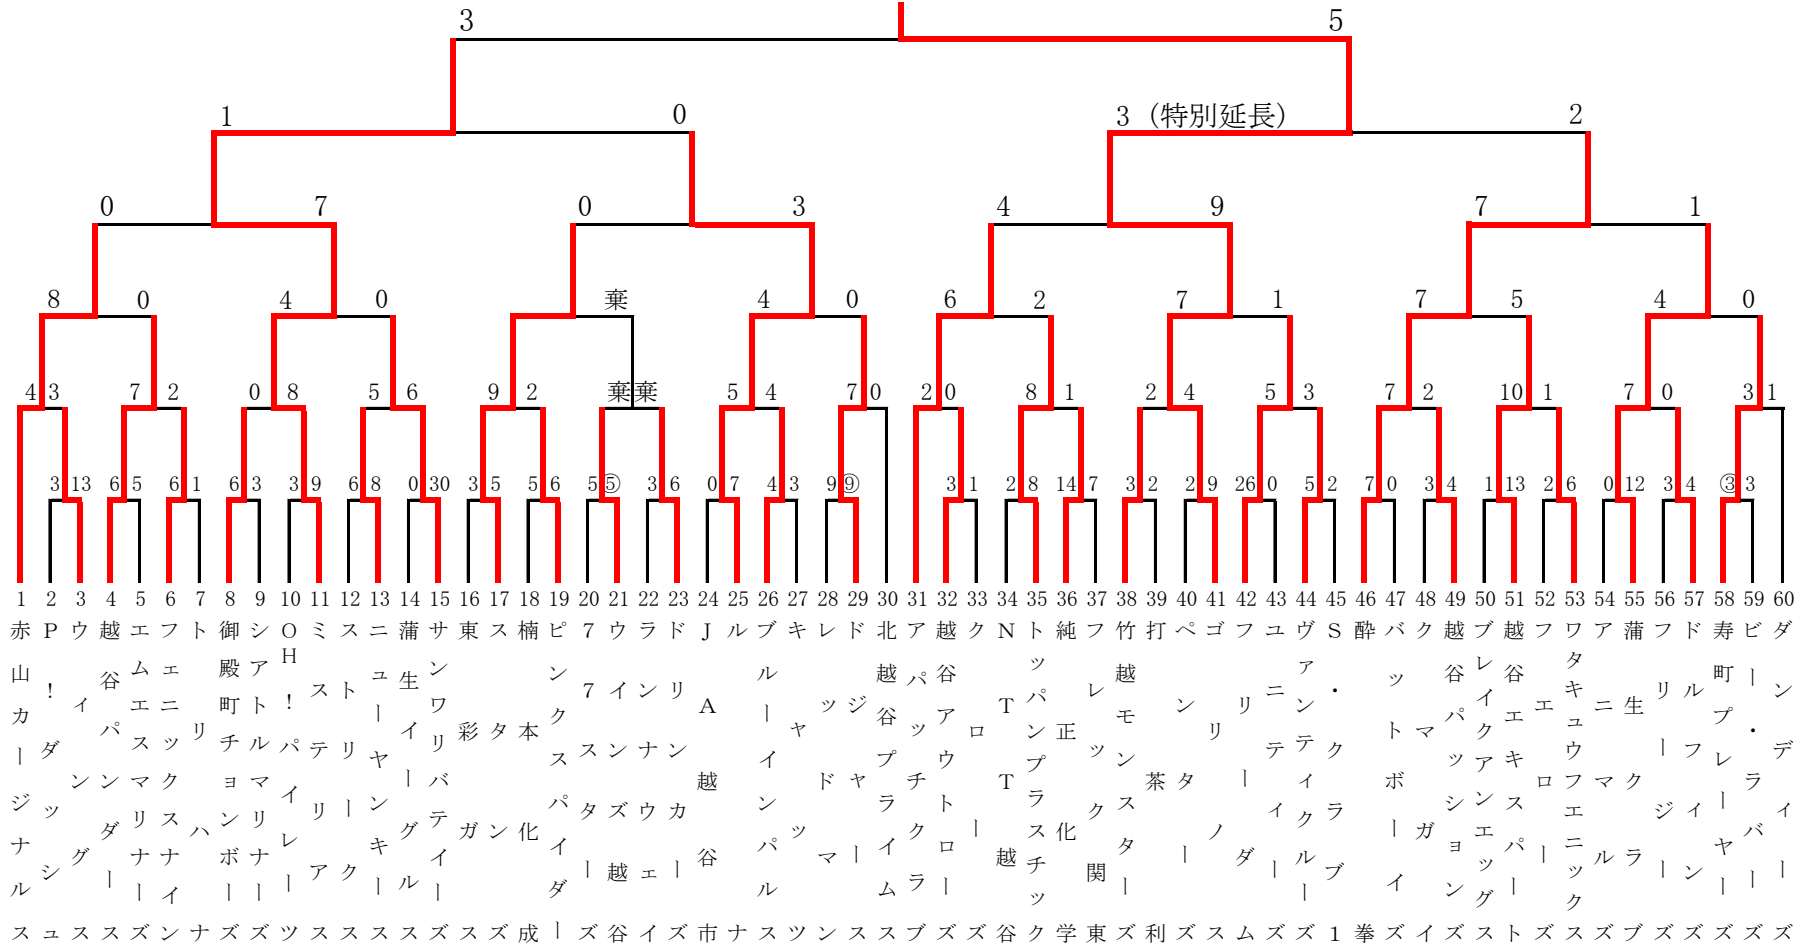 3 5
1 0 3 (特別延長) 2
0 7 0 3 4 9 7 1
8 0 4 0 棄 4 0 6 2 7 1 7 5 4 0
4 3 7 2 0 8 5 6 9 2 棄 棄 5 4 7 0 2 0 8 1 2 4 5 3 7 2 10 1 7 0 3 1
3 13 6 5 6 1 6 3 3 9 6 8 0 30 3 5 5 6 5 ⑤ 3 6 0 7 4 3 9 ⑨ 3 1 2 8 14 7 3 2 2 9 26 0 5 2 7 0 3 4 1 13 2 6 0 12 3 4 ③ 3
1 2 3 4 5 6 7 8 9 10 11 12 13 14 15 16 17 18 19 20 21 22 23 24 25 26 27 28 29 30 31 32 33 34 35 36 37 38 39 40 41 42 43 44 45 46 47 48 49 50 51 52 53 54 55 56 57 58 59 60
赤山カージナルス
P!ダッシュ
ウィングス
越谷パンダース
エムエスマリナーズ
フェニックスナイン
トリハナ
御殿町チョンボーズ
シアトルマリナーズ
OH!パイレーツ
ミステリアス
ストリークス
ニューヤンキース
蒲生イーグルス
サンワリバテイーズ
東彩ガス
スタンズ
楠本化成
ピンクスパイダー
77スターズ
ウインズ越谷
ランナウェイ
ドリンカーズ
JA越谷市
ルーナ
ブルーインパルス
キャッツ
レッドマン
ドジャース
北越谷プライムス
アパッチクラブ
越谷アウトローズ
クローズ
NTT越谷
トッパンプラスチック
純正化学
フレックス関東
竹越モンスターズ
打茶利
ペンターズ
ゴリノス
フリーダム
ユニティーズ
ヴァンティクルーズ
S・クラブ1
酔拳
バットボーイズ
クマガイ
越谷パッションズ
ブレイクアンエッグス
越谷エキスパート
フエローズ
ワタキュウフエニックス
アニマルズ
蒲生クラブ
フリージーズ
ドルフィンズ
寿町プレーヤーズ
ビー・ラバーズ
ダンディーズ